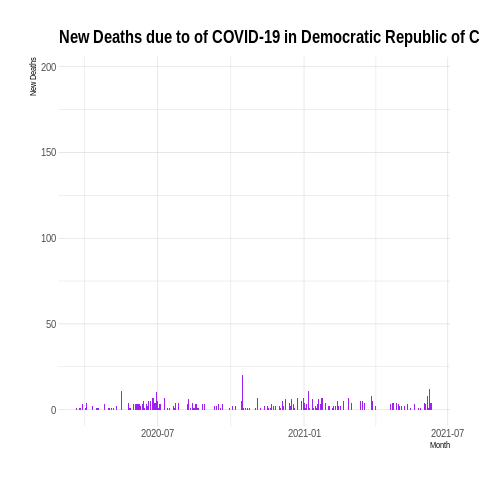 New Deaths due to of COVID-19 in Democratic Republic of C
New Deaths
200
150
100
50
0
2020-07
2021-01
2021-07
Month